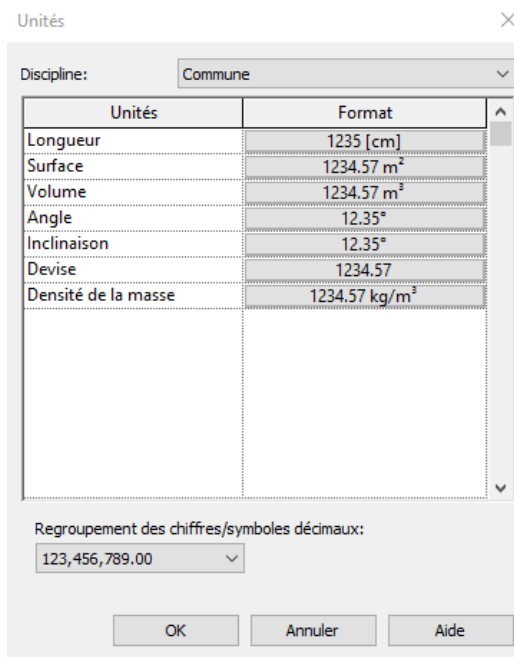 Unités
Discipline: Commune
Unités Format
Longueur 1235 [cm]
Surface 1234.57 m²
Volume 1234.57 m³
Angle 12.35°
Inclinaison 12.35°
Devise 1234.57
Densité de la masse 1234.57 kg/m³
Regroupement des chiffres/symboles décimaux:
123,456,789.00
OK Annuler Aide